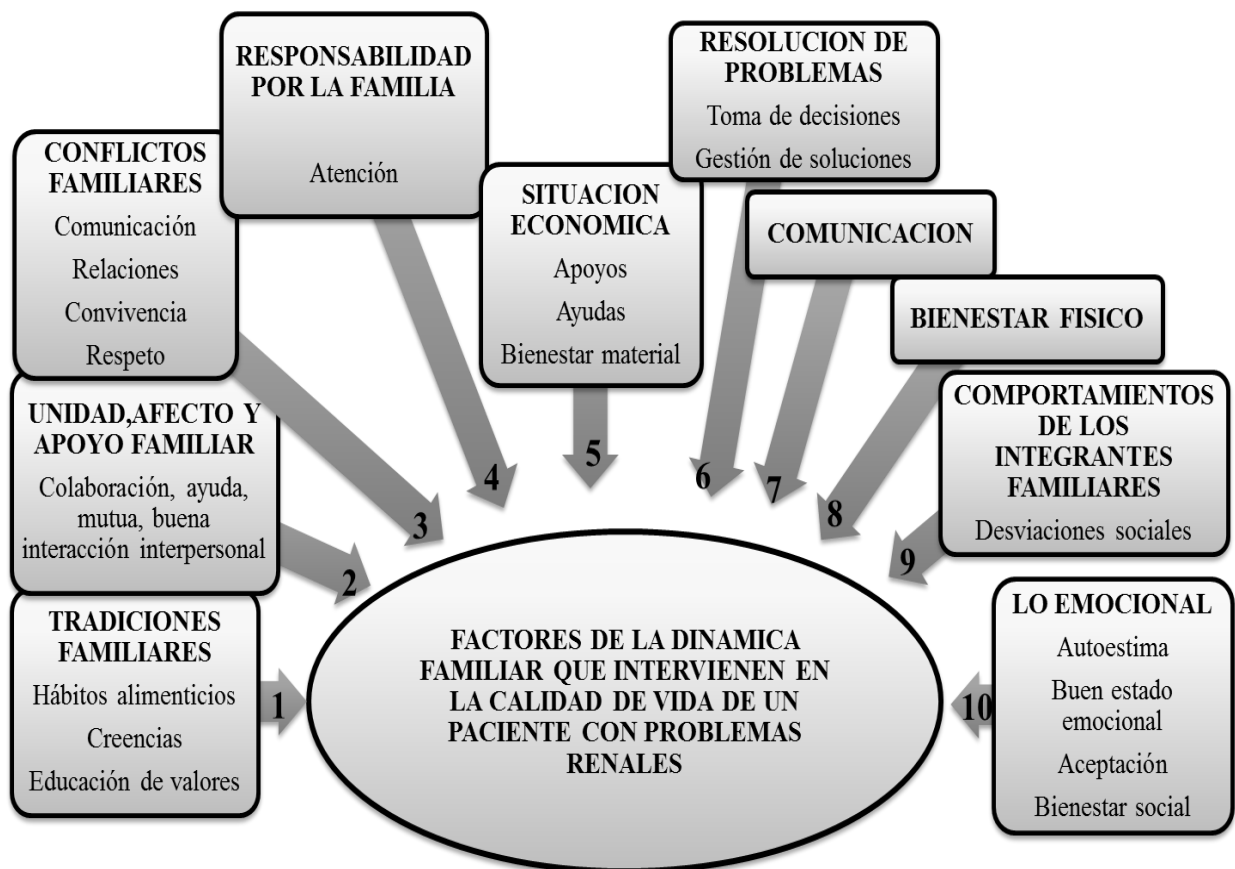 TRADICIONES
FAMILIARES
Hábitos alimenticios
Creencias
Educación de valores
1
UNIDAD,AFECTO Y
APOYO FAMILIAR
Colaboración, ayuda,
mutua, buena
interacción interpersonal
2
CONFLICTOS
FAMILIARES
Comunicación
Relaciones
Convivencia
Respeto
3
RESPONSABILIDAD
POR LA FAMILIA
Atención
4
SITUACION
ECONOMICA
Apoyos
Ayudas
Bienestar material
5
RESOLUCION DE
PROBLEMAS
Toma de decisiones
Gestión de soluciones
6
COMUNICACION
7
BIENESTAR FISICO
8
COMPORTAMIENTOS
DE LOS
INTEGRANTES
FAMILIARES
Desviaciones sociales
9
LO EMOCIONAL
Autoestima
Buen estado
emocional
Aceptación
Bienestar social
10
FACTORES DE LA DINAMICA
FAMILIAR QUE INTERVIENEN EN
LA CALIDAD DE VIDA DE UN
PACIENTE CON PROBLEMAS
RENALES